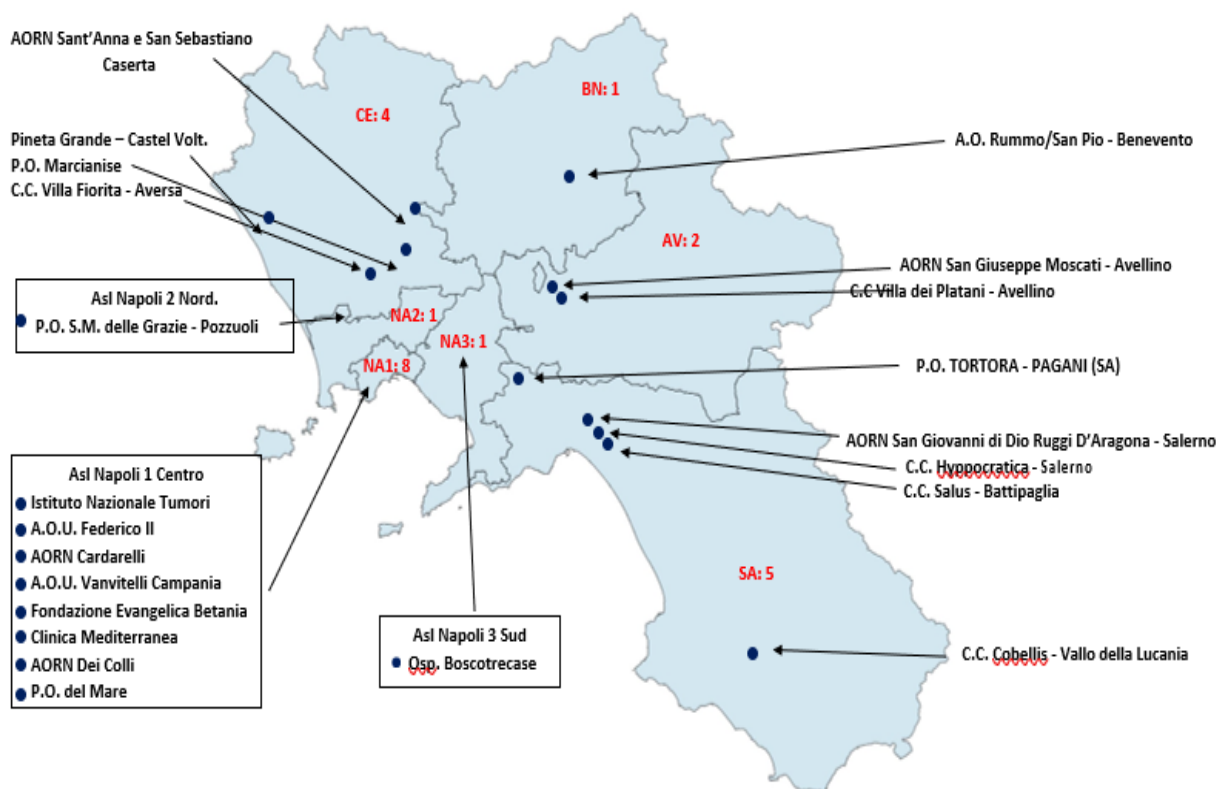 AORN Sant'Anna e San Sebastiano
Caserta
BN: 1
CE: 4
Pineta Grande – Castel Volt.
P.O. Marcianise
C.C. Villa Fiorita - Aversa
A.O. Rummo/San Pio - Benevento
AV: 2
AORN San Giuseppe Moscati - Avellino
C.C Villa dei Platani - Avellino
Asl Napoli 2 Nord.
P.O. S.M. delle Grazie - Pozzuoli
NA2: 1
NA3: 1
NA1: 8
P.O. TORTORA - PAGANI (SA)
AORN San Giovanni di Dio Ruggi D'Aragona - Salerno
C.C. Hyppocratica - Salerno
C.C. Salus - Battipaglia
Asl Napoli 1 Centro
Istituto Nazionale Tumori
A.O.U. Federico II
AORN Cardarelli
A.O.U. Vanvitelli Campania
Fondazione Evangelica Betania
Clinica Mediterranea
AORN Dei Colli
P.O. del Mare
SA: 5
Asl Napoli 3 Sud
Osp. Boscotrecase
C.C. Cobellis - Vallo della Lucania